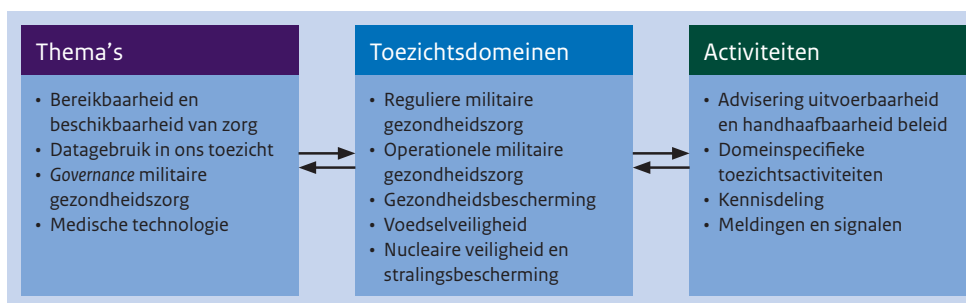 Thema's
• Bereikbaarheid en
beschikbaarheid van zorg
• Datagebruik in ons toezicht
• Governance militaire
gezondheidszorg
• Medische technologie
Toezichtsdomeinen
• Reguliere militaire
gezondheidszorg
• Operationele militaire
gezondheidszorg
• Gezondheidsbescherming
• Voedselveiligheid
• Nucleaire veiligheid en
stralingsbescherming
Activiteiten
• Advisering uitvoerbaarheid
en handhaafbaarheid beleid
• Domeinspecifieke
toezichtsactiviteiten
• Kennisdeling
• Meldingen en signalen